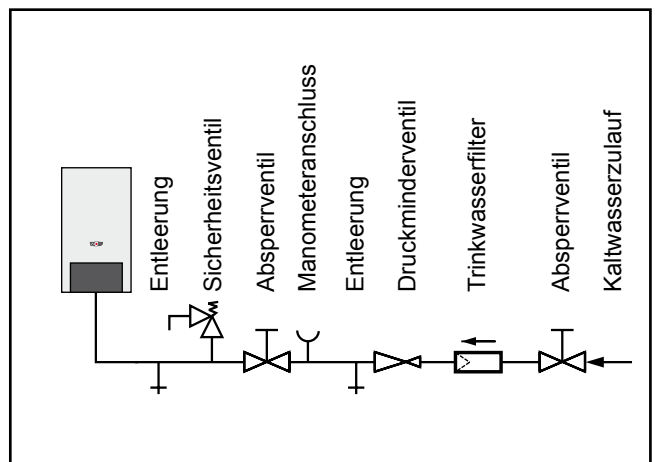 Entleerung
Sicherheitsventil
Absperrventil
Manometeranschluss
Entleerung
Druckminderventil
Trinkwasserfilter
Absperrventil
Kaltwasserzulauf